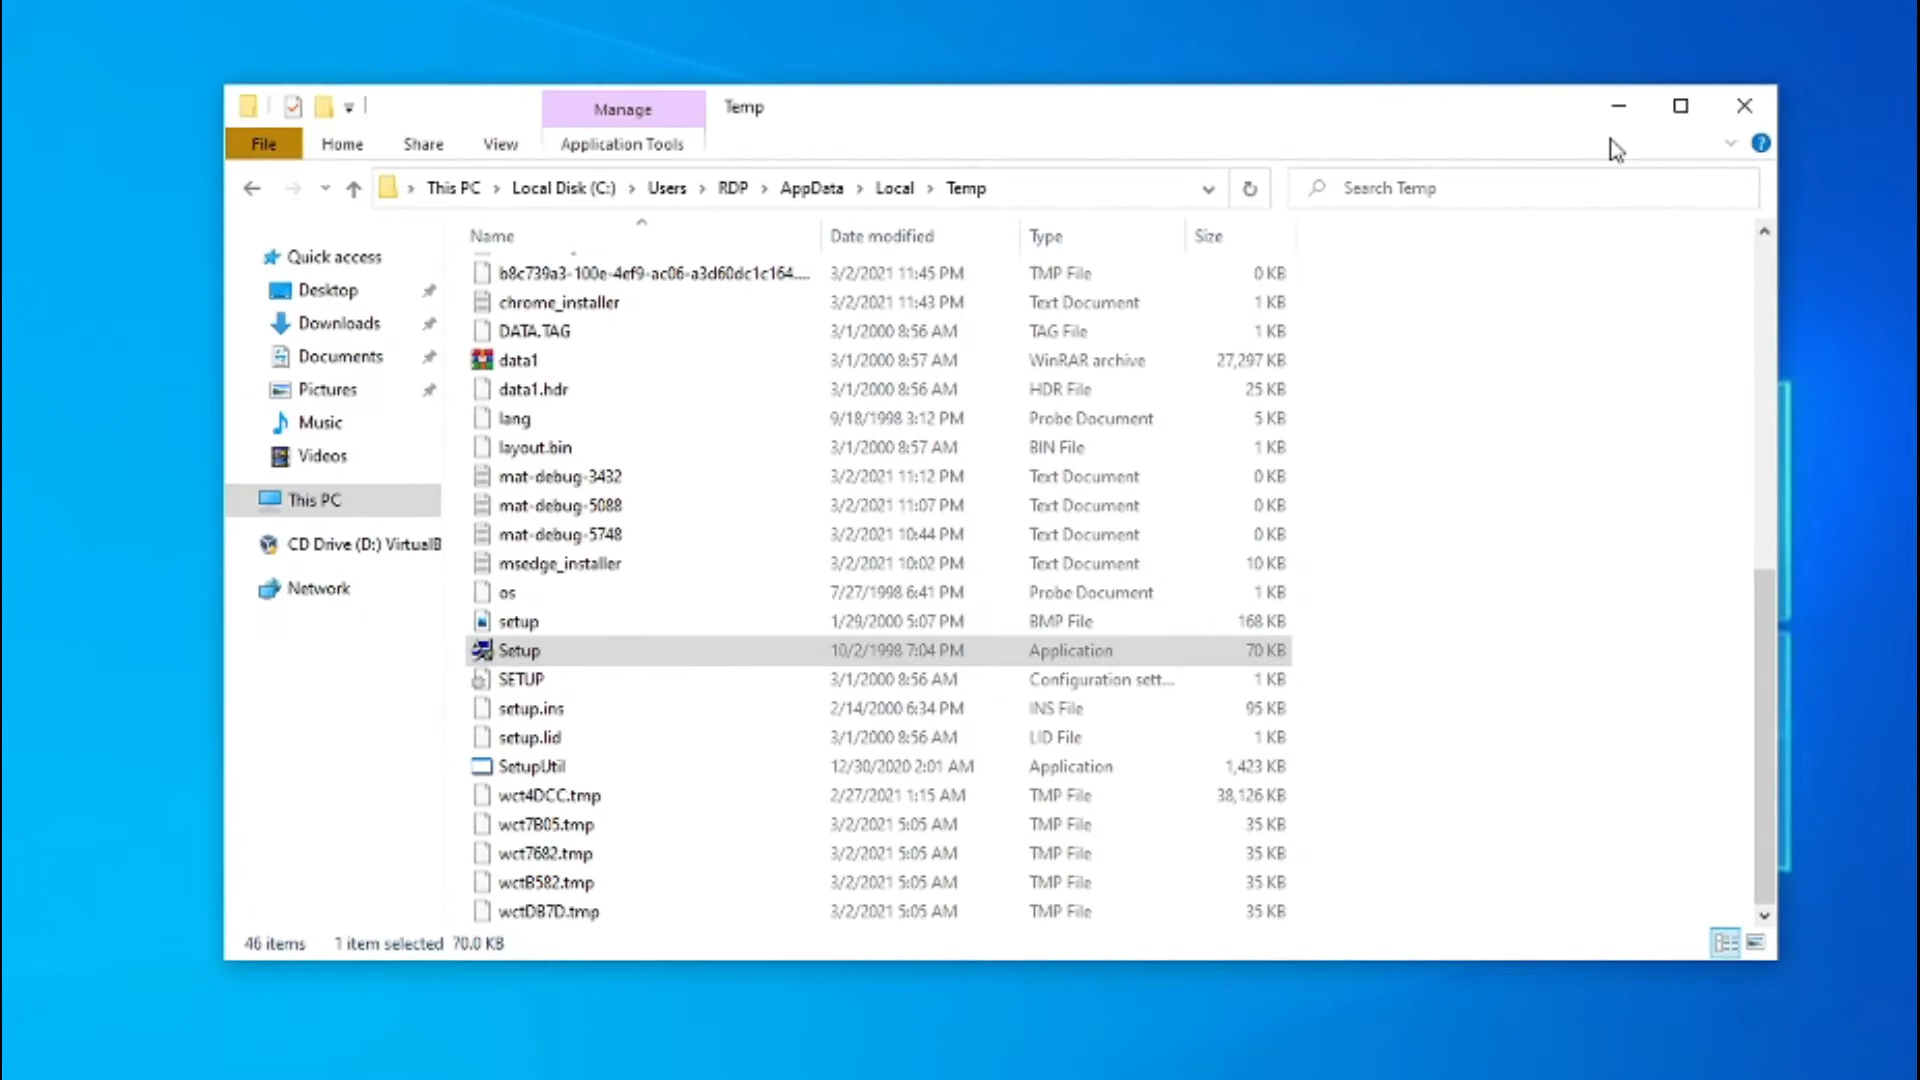 Manage Temp
File Home Share View Application Tools
This PC > Local Disk (C:) > Users > RDP > AppData > Local > Temp Search Temp
Name Date modified Type Size
Quick access
Desktop
Downloads
Documents
Pictures
Music
Videos
This PC
CD Drive (D:) VirtualB
Network
b8c739a3-100e-4ef9-ac06-a3d60dc1c164.... 3/2/2021 11:45 PM TMP File 0 KB
chrome_installer 3/2/2021 11:43 PM Text Document 1 KB
DATA.TAG 3/1/2000 8:56 AM TAG File 1 KB
data1 3/1/2000 8:57 AM WinRAR archive 27,297 KB
data1.hdr 3/1/2000 8:56 AM HDR File 25 KB
lang 9/18/1998 3:12 PM Probe Document 5 KB
layout.bin 3/1/2000 8:57 AM BIN File 1 KB
mat-debug-3432 3/2/2021 11:12 PM Text Document 0 KB
mat-debug-5088 3/2/2021 11:07 PM Text Document 0 KB
mat-debug-5748 3/2/2021 10:44 PM Text Document 0 KB
msedge_installer 3/2/2021 10:02 PM Text Document 10 KB
os 7/27/1998 6:41 PM Probe Document 1 KB
setup 1/29/2000 5:07 PM BMP File 168 KB
Setup 10/2/1998 7:04 PM Application 70 KB
SETUP 3/1/2000 8:56 AM Configuration sett... 1 KB
setup.ins 2/14/2000 6:34 PM INS File 95 KB
setup.lid 3/1/2000 8:56 AM LID File 1 KB
SetupUtil 12/30/2020 2:01 AM Application 1,423 KB
wct4DCC.tmp 2/27/2021 1:15 AM TMP File 38,126 KB
wct7B05.tmp 3/2/2021 5:05 AM TMP File 35 KB
wct7682.tmp 3/2/2021 5:05 AM TMP File 35 KB
wctB582.tmp 3/2/2021 5:05 AM TMP File 35 KB
wctDB7D.tmp 3/2/2021 5:05 AM TMP File 35 KB
46 items 1 item selected 70.0 KB